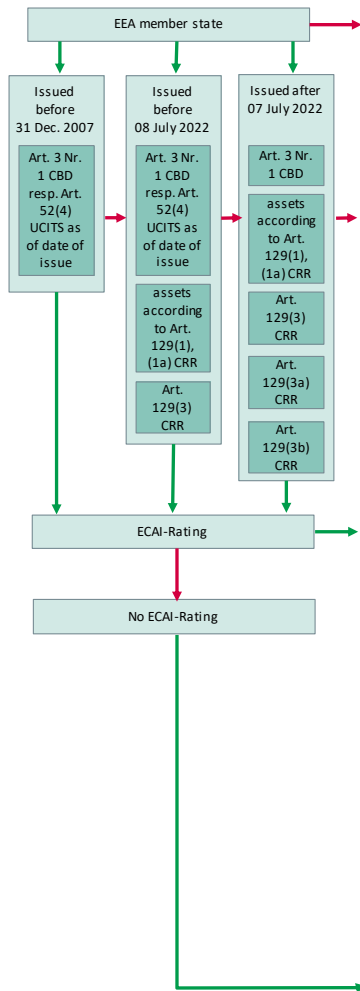 EEA member state
Issued
before
31 Dec. 2007
Art. 3 Nr.
1 CBD
resp. Art.
52(4)
UCITS as
of date of
issue
Issued
before
08 July 2022
Art. 3 Nr.
1 CBD
resp. Art.
52(4)
UCITS as
of date of
issue
assets
according
to Art.
129(1),
(1a) CRR
Art.
129(3)
CRR
Issued after
07 July 2022
Art. 3 Nr.
1 CBD
assets
according
to Art.
129(1),
(1a) CRR
Art.
129(3)
CRR
Art.
129(3a)
CRR
Art.
129(3b)
CRR
ECAI-Rating
No ECAI-Rating